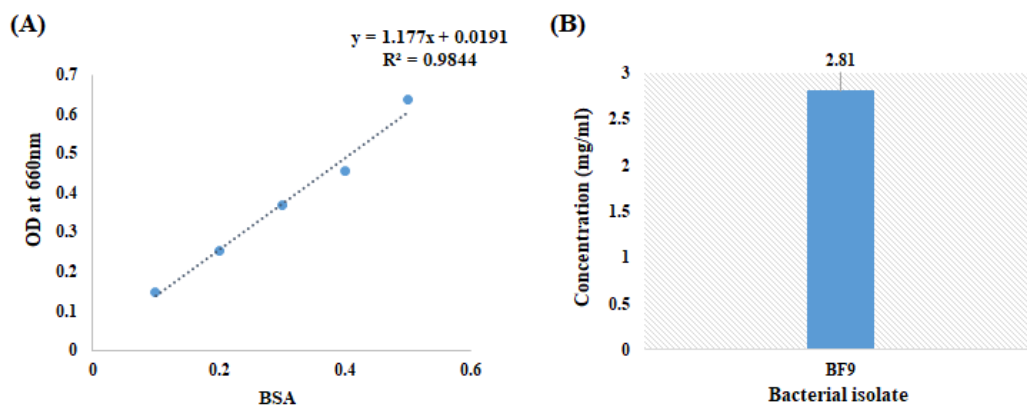 (A)
y = 1.177x + 0.0191
R² = 0.9844
0.7
0.6
0.5
0.4
0.3
0.2
0.1
0
OD at 660nm
0
0.2
0.4
0.6
BSA
(B)
2.81
3
2.5
2
1.5
1
0.5
0
Concentration (mg/ml)
BF9
Bacterial isolate